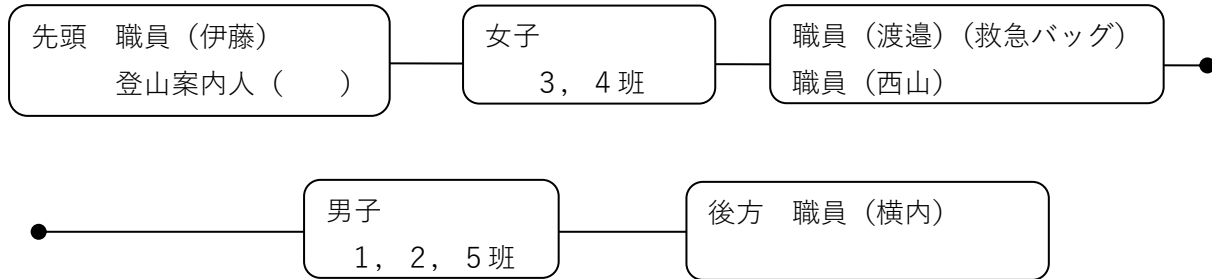 先頭　職員（伊藤）
登山案内人（　　）
女子
３，４班
職員（渡邉）（救急バッグ）
職員（西山）
男子
１，２，５班
後方　職員（横内）